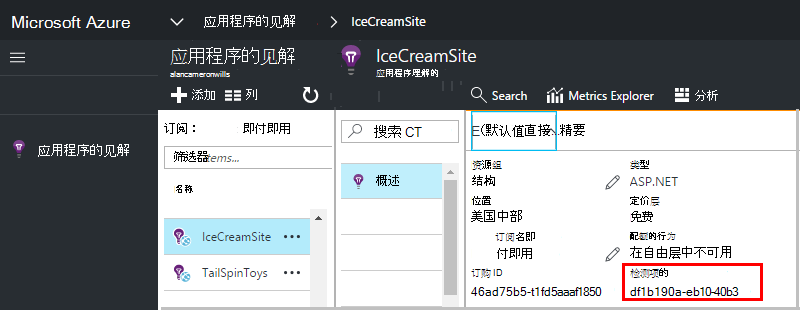 Microsoft Azure
应用程序的见解
IceCreamSite
应用程序的见解
alancameronwills
IceCreamSite
应用程序理解的
添加
列
Search
Metrics Explorer
分析
应用程序的见解
订阅：
即付即用
筛选器tems...
名称
IceCreamSite
TailSpinToys
搜索 CT
概述
E(默认值直接 精要
资源组
结构
类型
ASP.NET
位置
美国中部
定价层
免费
订阅名即
付即用
配额的行为
在自由层中不可用
订购 ID
46ad75b5-t1fd5aaaf1850
检测项的
df1b190a-eb10-40b3